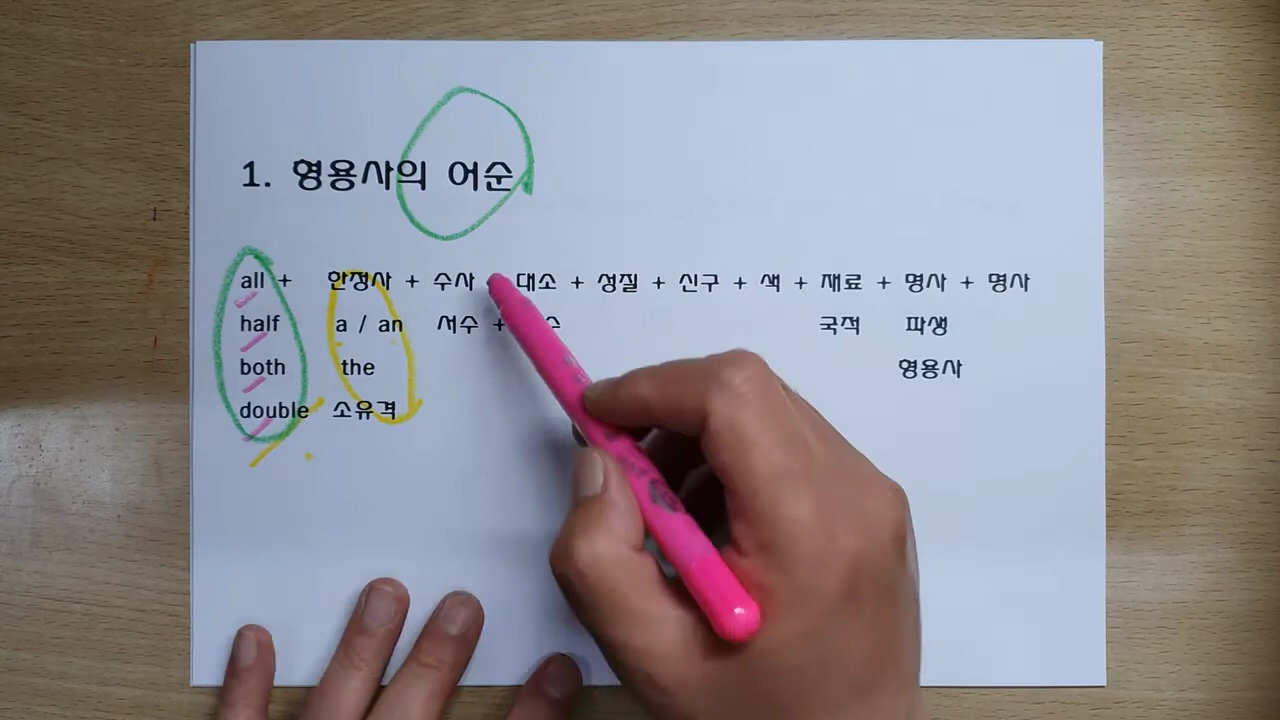 1. 형용사의 어순
all + 한정사 + 수사 대소 + 성질 + 신구 + 색 + 재료 + 명사 + 명사
half a / an 서수 + 국적 파생
both the 형용사
double 소유격